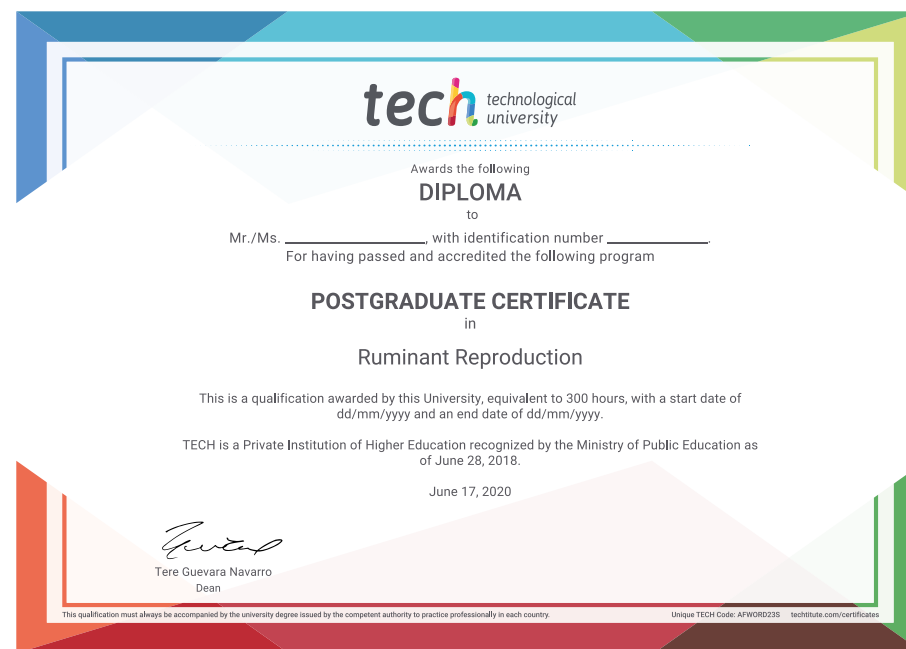 tech technological
university
Awards the following
DIPLOMA
to
Mr./Ms. ____________________, with identification number ______________.
For having passed and accredited the following program
POSTGRADUATE CERTIFICATE
in
Ruminant Reproduction
This is a qualification awarded by this University, equivalent to 300 hours, with a start date of
dd/mm/yyyy and an end date of dd/mm/yyyy.
TECH is a Private Institution of Higher Education recognized by the Ministry of Public Education as
of June 28, 2018.
June 17, 2020
Tere Guevara Navarro
Dean
This qualification must always be accompanied by the university degree issued by the competent authority to practice professionally in each country. Unique TECH Code: AFWORD23S techtitute.com/certificates